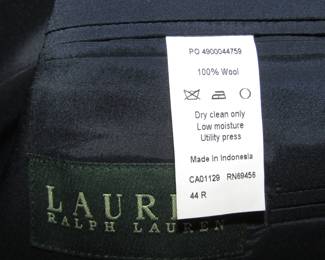 PO 4900044759
100% Wool
Dry clean only
Low moisture
Utility press
Made in Indonesia
CA01129 RN69456
44 R
LAUR
RALPH LAUREN